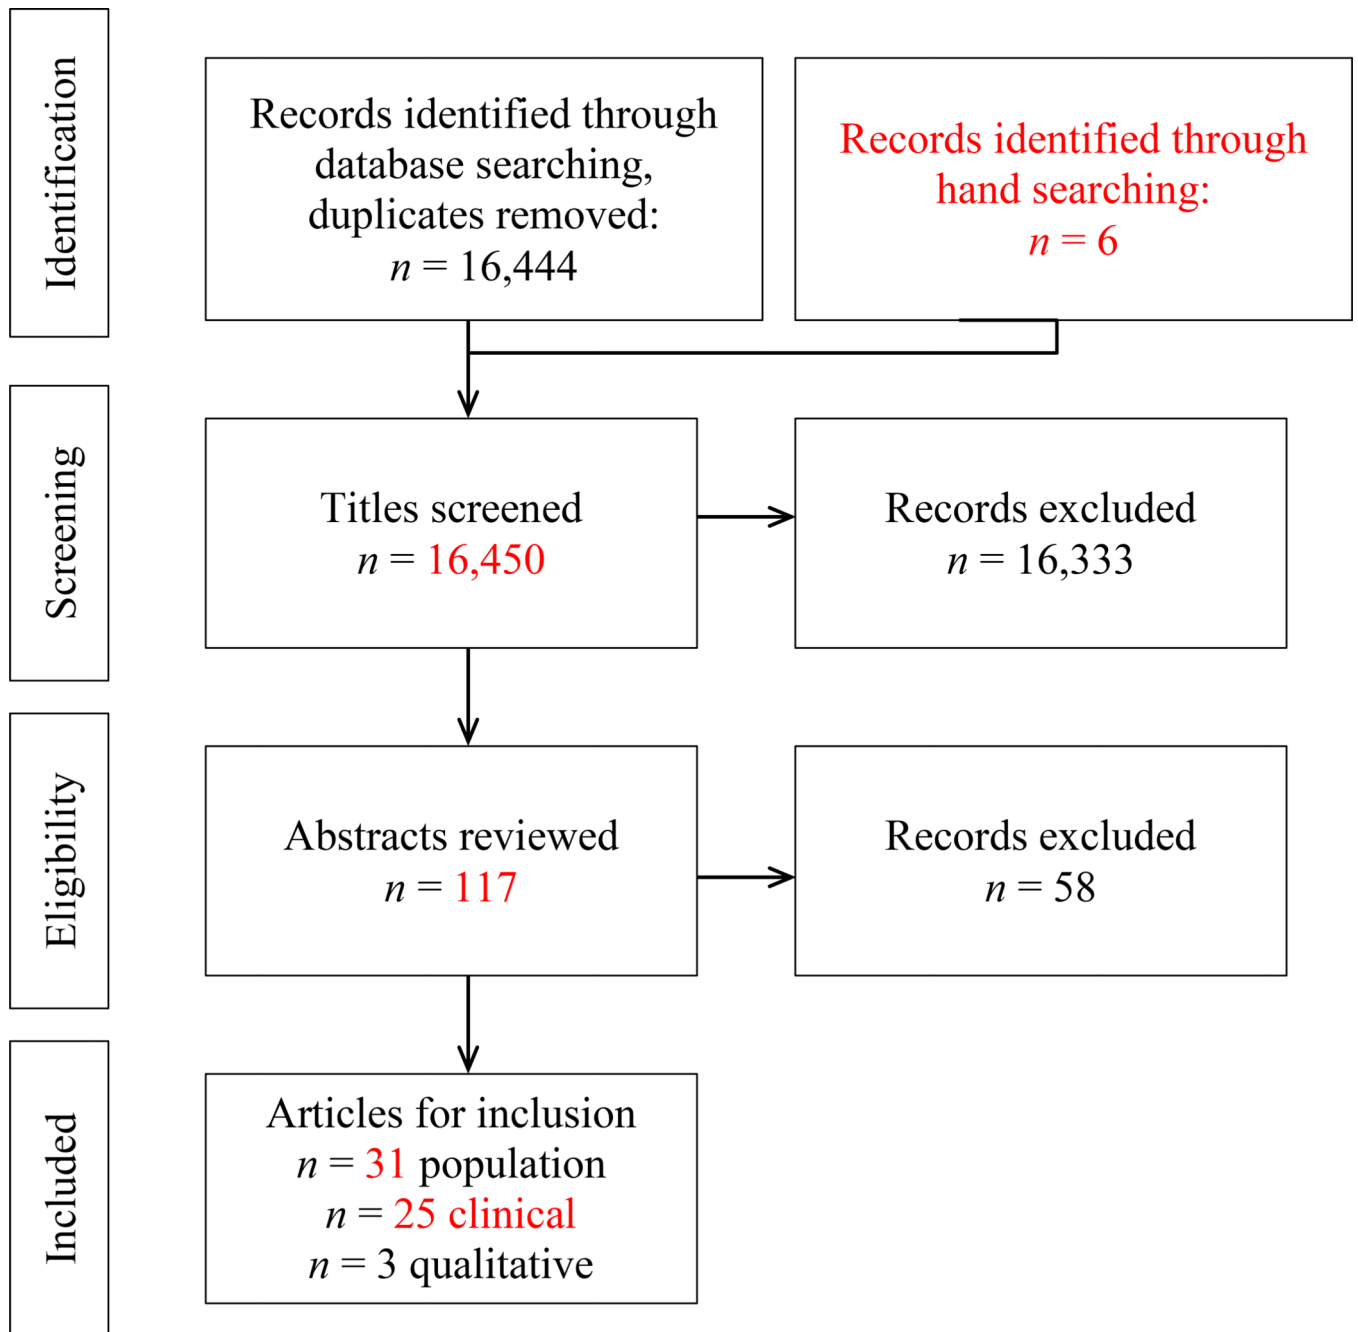 Identification
Records identified through
database searching,
duplicates removed:
n = 16,444
Records identified through
hand searching:
n = 6
Screening
Titles screened
n = 16,450
Records excluded
n = 16,333
Eligibility
Abstracts reviewed
n = 117
Records excluded
n = 58
Included
Articles for inclusion
n = 31 population
n = 25 clinical
n = 3 qualitative